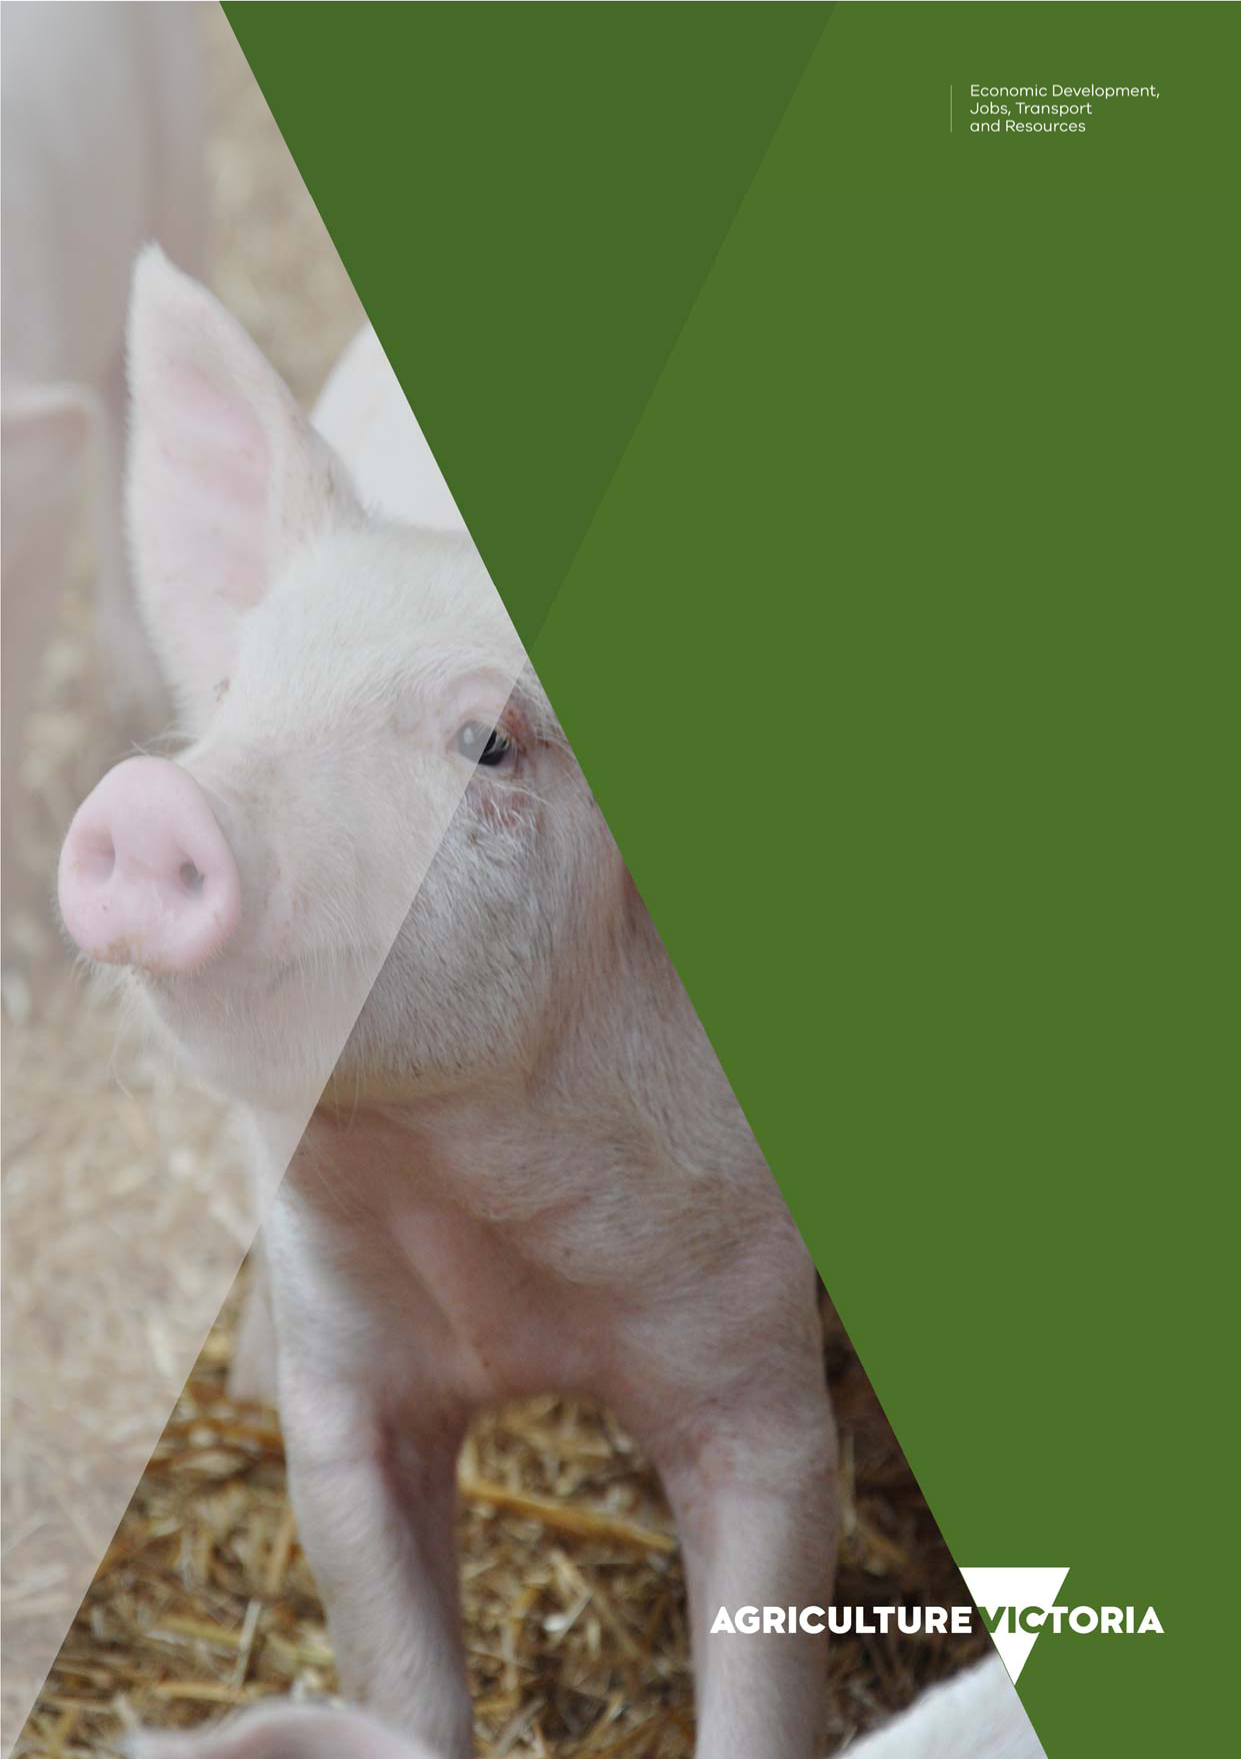 Economic Development,
Jobs, Transport
and Resources
AGRICULTURE VICTORIA